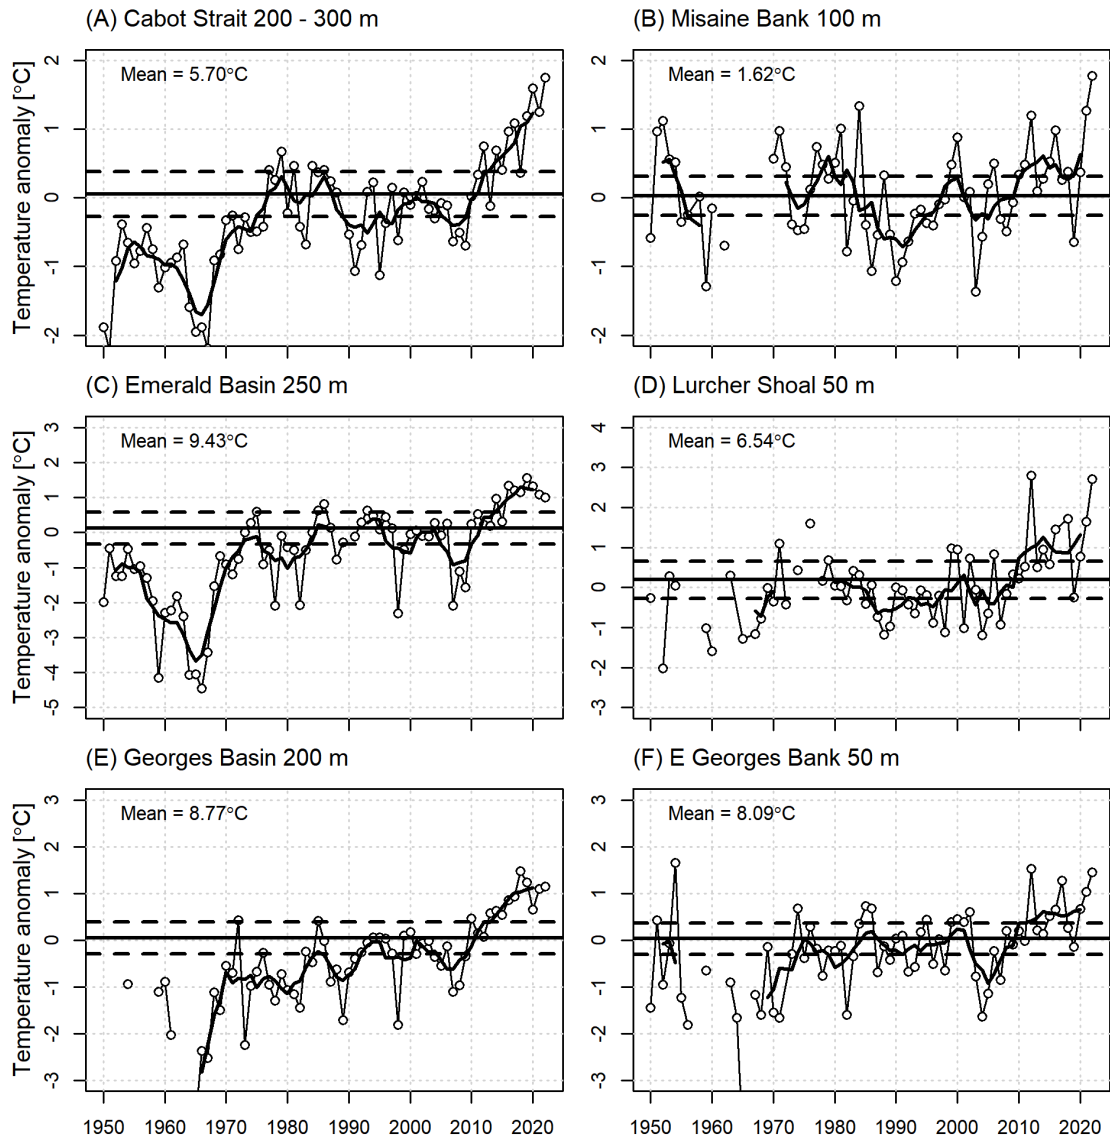 (A) Cabot Strait 200 - 300 m
(B) Misaine Bank 100 m
Temperature anomaly [°C]
Mean = 5.70°C
2
1
0
-1
-2
Mean = 1.62°C
2
1
0
-1
-2
(C) Emerald Basin 250 m
(D) Lurcher Shoal 50 m
Temperature anomaly [°C]
Mean = 9.43°C
3
2
1
0
-1
-2
-3
-4
-5
Mean = 6.54°C
4
3
2
1
0
-1
-2
-3
(E) Georges Basin 200 m
(F) E Georges Bank 50 m
Temperature anomaly [°C]
Mean = 8.77°C
3
2
1
0
-1
-2
-3
Mean = 8.09°C
3
2
1
0
-1
-2
-3
1950 1960 1970 1980 1990 2000 2010 2020
1950 1960 1970 1980 1990 2000 2010 2020